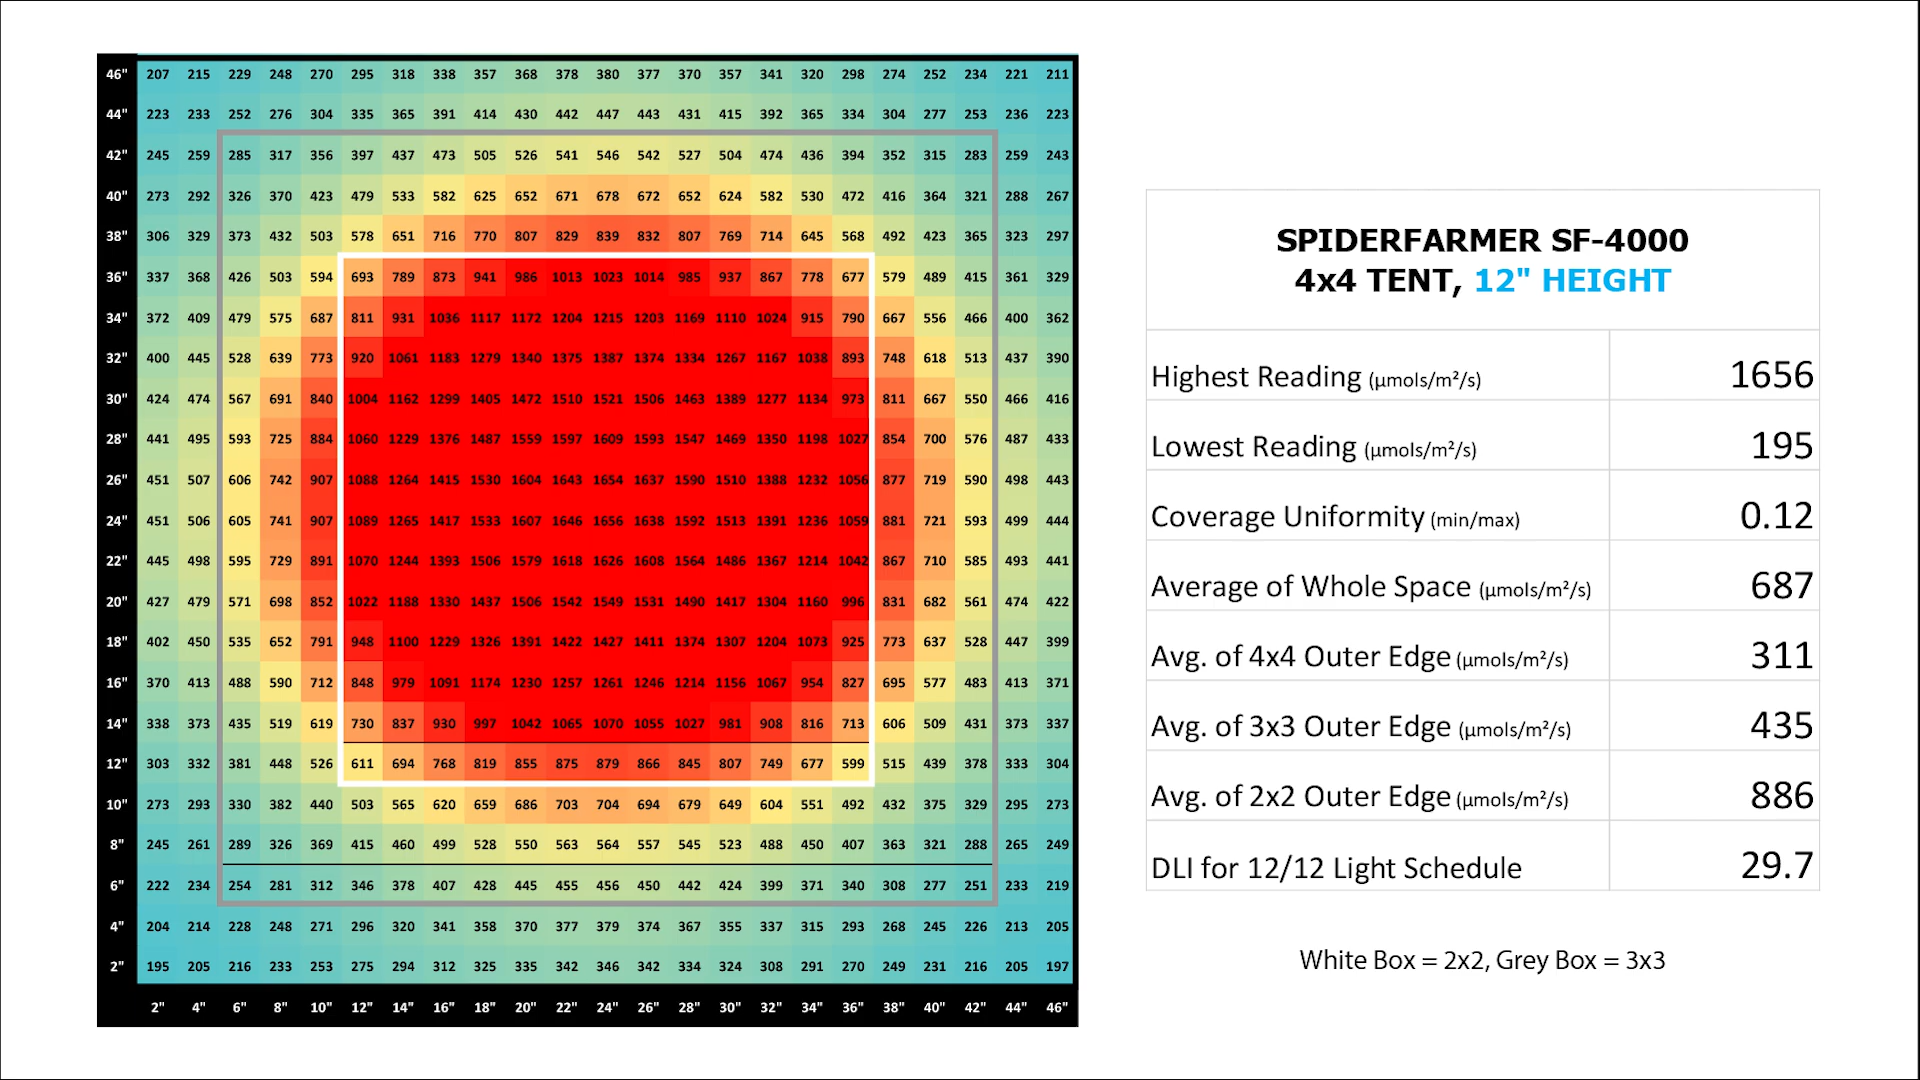 46" 207 215 229 248 270 295 318 338 357 368 378 380 377 370 357 341 320 298 274 252 234 221 211
44" 223 233 252 276 304 335 365 391 414 430 442 447 443 431 415 392 365 334 304 277 253 236 223
42" 245 259 285 317 356 397 437 473 505 526 541 546 542 527 504 474 436 394 352 315 283 259 243
40" 273 292 326 370 423 479 533 582 625 652 671 678 672 652 624 582 530 472 416 364 321 288 267
38" 306 329 373 432 503 578 651 716 770 807 829 839 832 807 769 714 645 568 492 423 365 323 297
36" 337 368 426 503 594 693 789 873 941 986 1013 1023 1014 985 937 867 778 677 579 489 415 361 329
34" 372 409 479 575 687 811 931 1036 1117 1172 1204 1215 1203 1169 1110 1024 915 790 667 556 466 400 362
32" 400 445 528 639 773 920 1061 1183 1279 1340 1375 1387 1374 1334 1267 1167 1038 893 748 618 513 437 390
30" 424 474 567 691 840 1004 1162 1299 1405 1472 1510 1521 1506 1463 1389 1277 1134 973 811 667 550 466 416
28" 441 495 593 725 884 1060 1229 1376 1487 1559 1597 1609 1593 1547 1469 1350 1198 1027 854 700 576 487 433
26" 451 507 606 742 907 1088 1264 1415 1530 1604 1643 1654 1637 1590 1510 1388 1232 1056 877 719 590 498 443
24" 451 506 605 741 907 1089 1265 1417 1533 1607 1646 1656 1638 1592 1513 1391 1236 1059 881 721 593 499 444
22" 445 498 595 729 891 1070 1244 1393 1506 1579 1618 1626 1608 1564 1486 1367 1214 1042 867 710 585 493 441
20" 427 479 571 698 852 1022 1188 1330 1437 1506 1542 1549 1531 1490 1417 1304 1160 996 831 682 561 474 422
18" 402 450 535 652 791 948 1100 1229 1326 1391 1422 1427 1411 1374 1307 1204 1073 925 773 637 528 447 399
16" 370 413 488 590 712 848 979 1091 1174 1230 1257 1261 1246 1214 1156 1067 954 827 695 577 483 413 371
14" 338 373 435 519 619 730 837 930 997 1042 1065 1070 1055 1027 981 908 816 713 606 509 431 373 337
12" 303 332 381 448 526 611 694 768 819 855 875 879 866 845 807 749 677 599 515 439 378 333 304
10" 273 293 330 382 440 503 565 620 659 686 703 704 694 679 649 604 551 492 432 375 329 295 273
8" 245 261 289 326 369 415 460 499 528 550 563 564 557 545 523 488 450 407 363 321 288 265 249
6" 222 234 254 281 312 346 378 407 428 445 455 456 450 442 424 399 371 340 308 277 251 233 219
4" 204 214 228 248 271 296 320 341 358 370 377 379 374 367 355 337 315 293 268 245 226 213 205
2" 195 205 216 233 253 275 294 312 325 335 342 346 342 334 324 308 291 270 249 231 216 205 197
2" 4" 6" 8" 10" 12" 14" 16" 18" 20" 22" 24" 26" 28" 30" 32" 34" 36" 38" 40" 42" 44" 46"
SPIDERFARMER SF-4000
4x4 TENT, 12" HEIGHT
Highest Reading (µmols/m²/s) 1656
Lowest Reading (µmols/m²/s) 195
Coverage Uniformity (min/max) 0.12
Average of Whole Space (µmols/m²/s) 687
Avg. of 4x4 Outer Edge (µmols/m²/s) 311
Avg. of 3x3 Outer Edge (µmols/m²/s) 435
Avg. of 2x2 Outer Edge (µmols/m²/s) 886
DLI for 12/12 Light Schedule 29.7
White Box = 2x2, Grey Box = 3x3